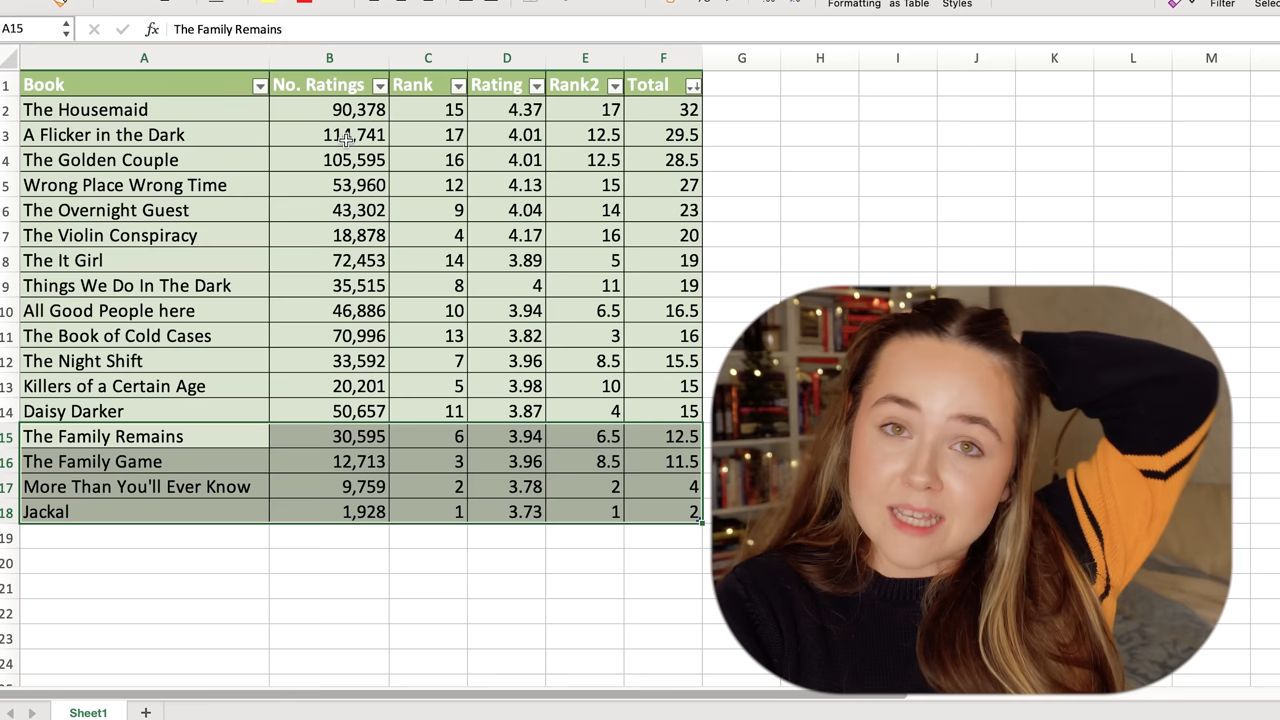 Formatting as Table Styles Filter
A15 fx The Family Remains
A B C D E F G H I J K L M
1 Book No. Ratings Rank Rating Rank2 Total
2 The Housemaid 90,378 15 4.37 17 32
3 A Flicker in the Dark 17 4.01 12.5 29.5
4 The Golden Couple 105,595 16 4.01 12.5 28.5
5 Wrong Place Wrong Time 53,960 12 4.13 15 27
6 The Overnight Guest 43,302 9 4.04 14 23
7 The Violin Conspiracy 18,878 4 4.17 16 20
8 The It Girl 72,453 14 3.89 5 19
9 Things We Do In The Dark 35,515 8 4 11 19
10 All Good People here 46,886 10 3.94 6.5 16.5
11 The Book of Cold Cases 70,996 13 3.82 3 16
12 The Night Shift 33,592 7 3.96 8.5 15.5
13 Killers of a Certain Age 20,201 5 3.98 10 15
14 Daisy Darker 50,657 11 3.87 4 15
15 The Family Remains 30,595 6 3.94 6.5 12.5
16 The Family Game 12,713 3 3.96 8.5 11.5
17 More Than You'll Ever Know 9,759 2 3.78 2 4
18 Jackal 1,928 1 3.73 1 2
19
20
21
22
23
24
Sheet1